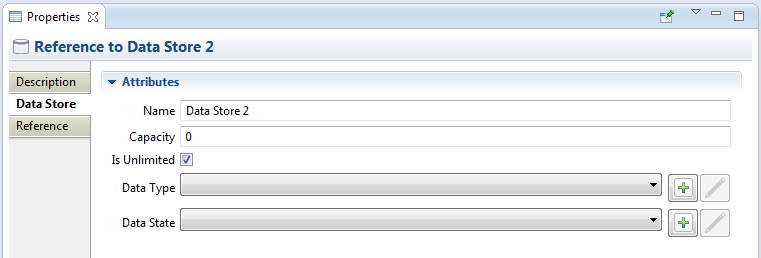 Properties
Reference to Data Store 2
Description
Data Store
Reference
Attributes
Name Data Store 2
Capacity 0
Is Unlimited
Data Type
Data State